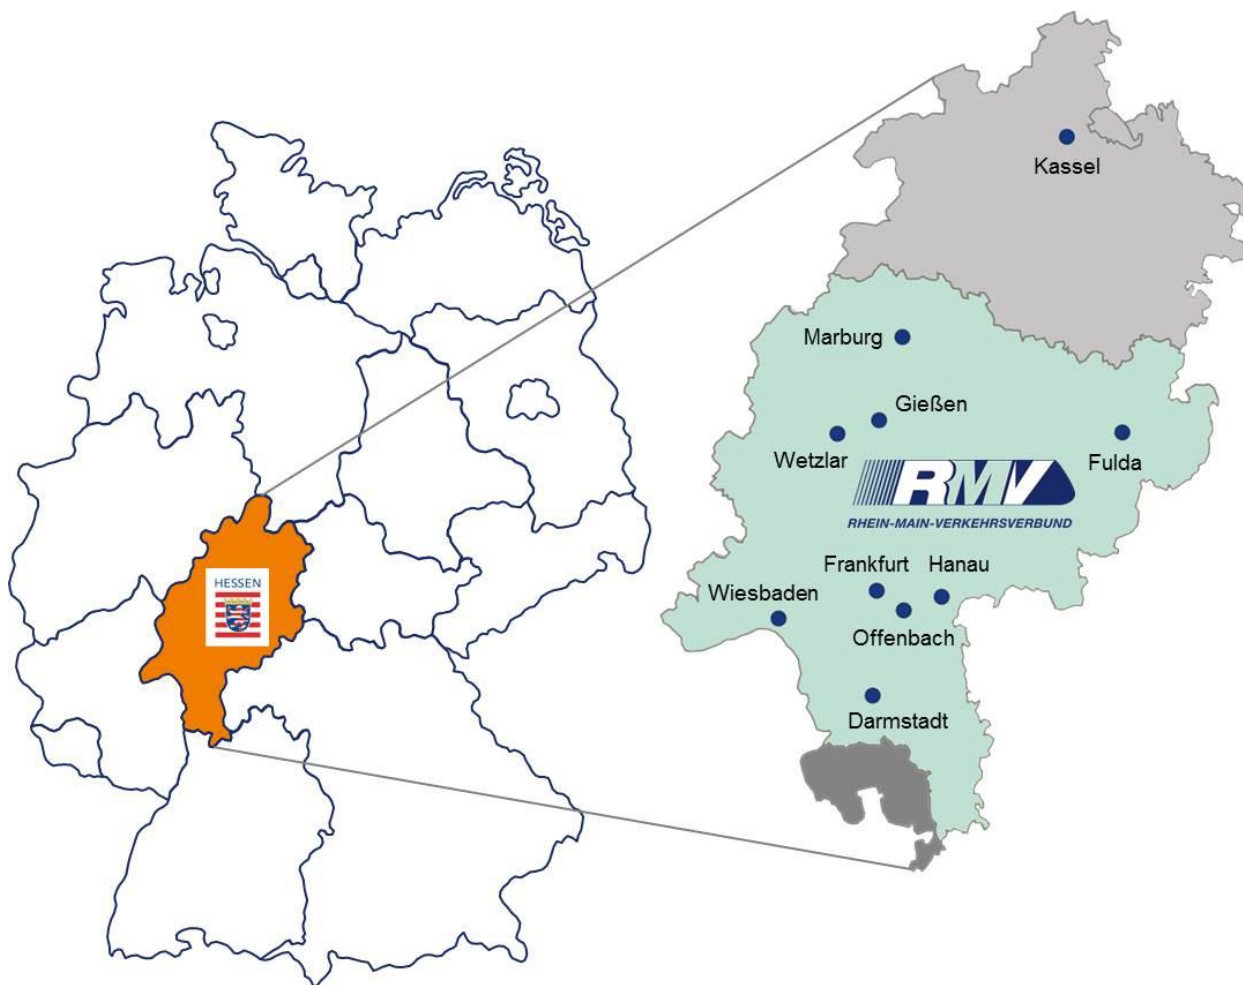 Kassel
Marburg
Gießen
Wetzlar
Fulda
RMV
RHEIN-MAIN-VERKEHRSVERBUND
HESSEN
Frankfurt
Hanau
Wiesbaden
Offenbach
Darmstadt